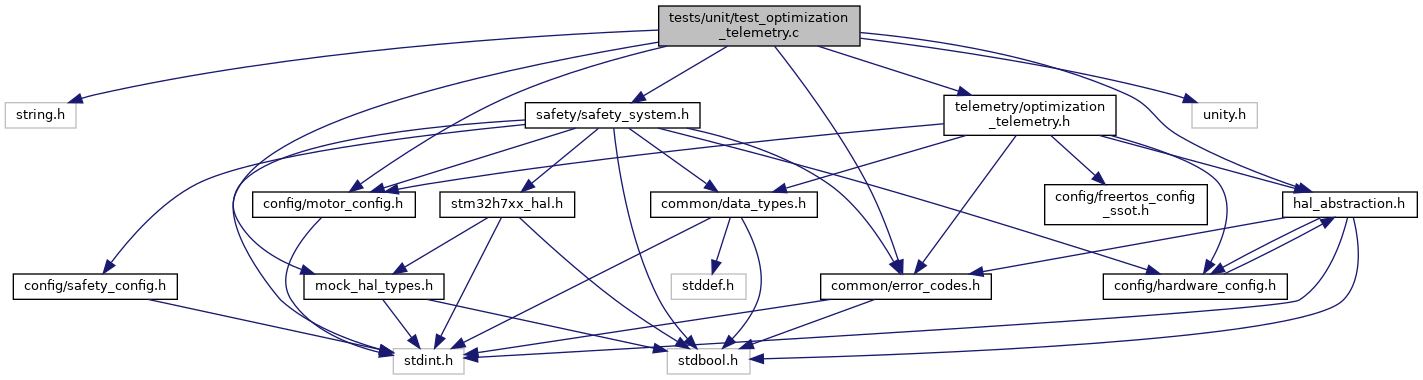 tests/unit/test_optimization
_telemetry.c
string.h
safety/safety_system.h
telemetry/optimization
_telemetry.h
unity.h
config/motor_config.h
stm32h7xx_hal.h
common/data_types.h
config/freertos_config
_ssot.h
hal_abstraction.h
config/safety_config.h
mock_hal_types.h
stddef.h
common/error_codes.h
config/hardware_config.h
stdint.h
stdbool.h